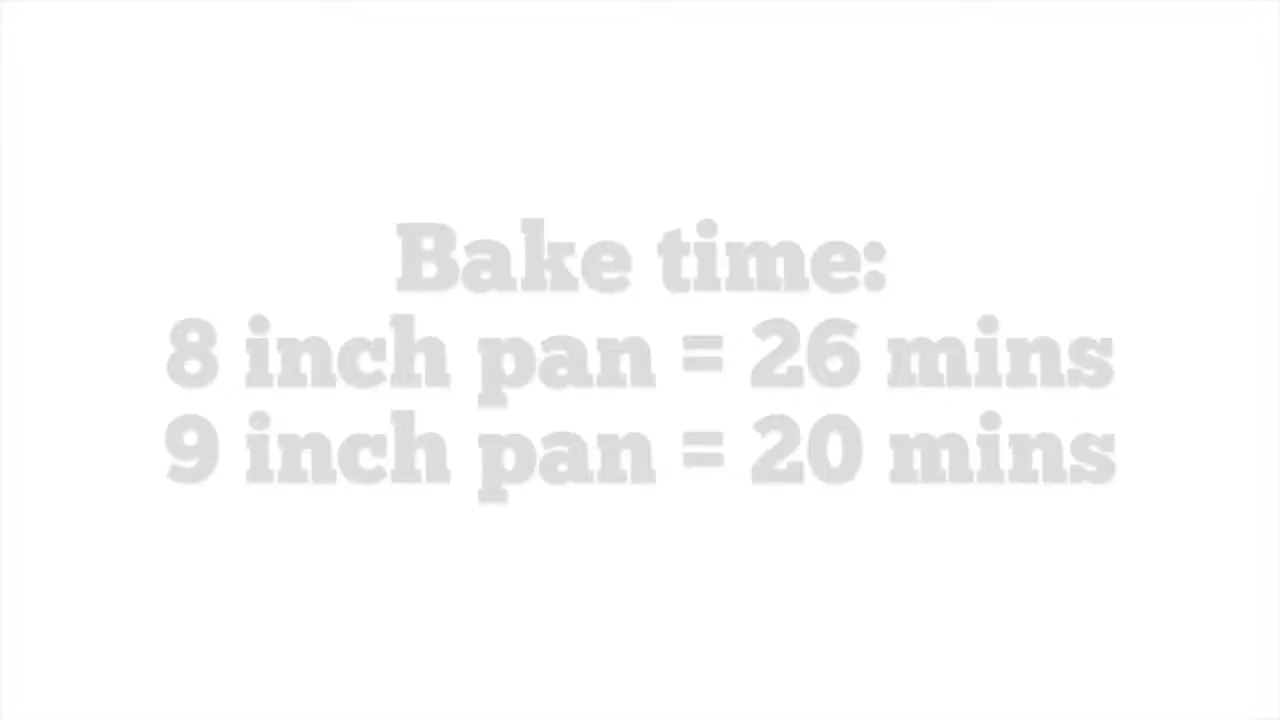 Bake time:
8 inch pan = 26 mins
9 inch pan = 20 mins